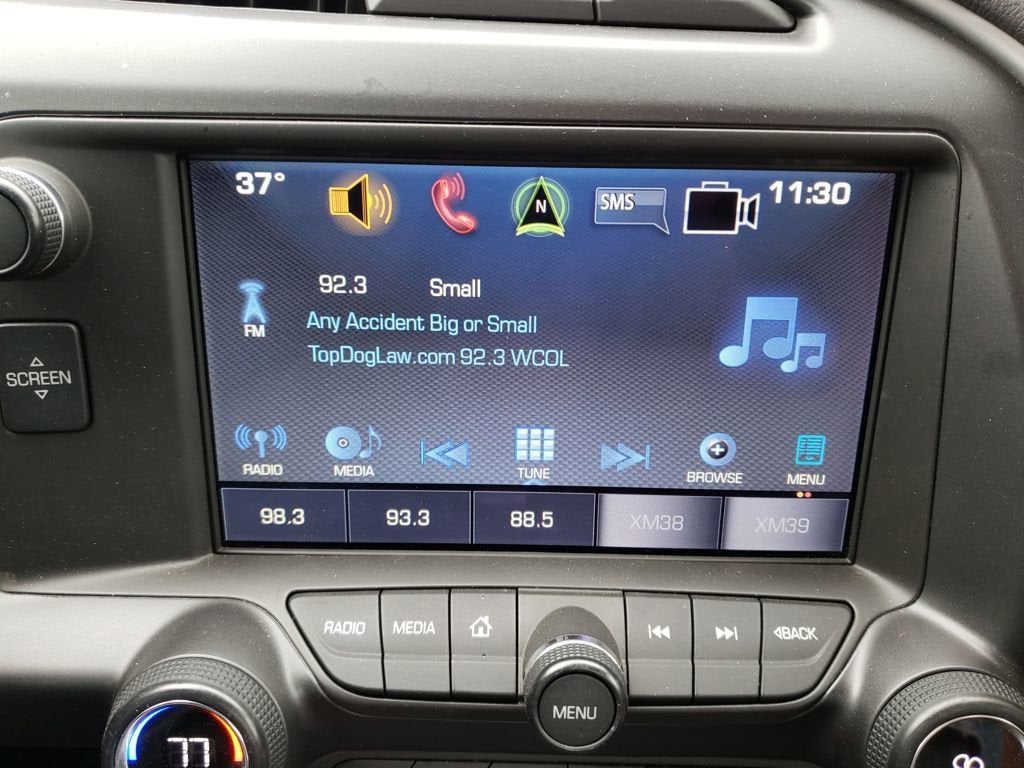 37° SMS 11:30
N
92.3 Small
FM
Any Accident Big or Small
TopDogLaw.com 92.3 WCOL
SCREEN
RADIO MEDIA TUNE BROWSE MENU
98.3 93.3 88.5 XM38 XM39
RADIO MEDIA BACK
MENU
77